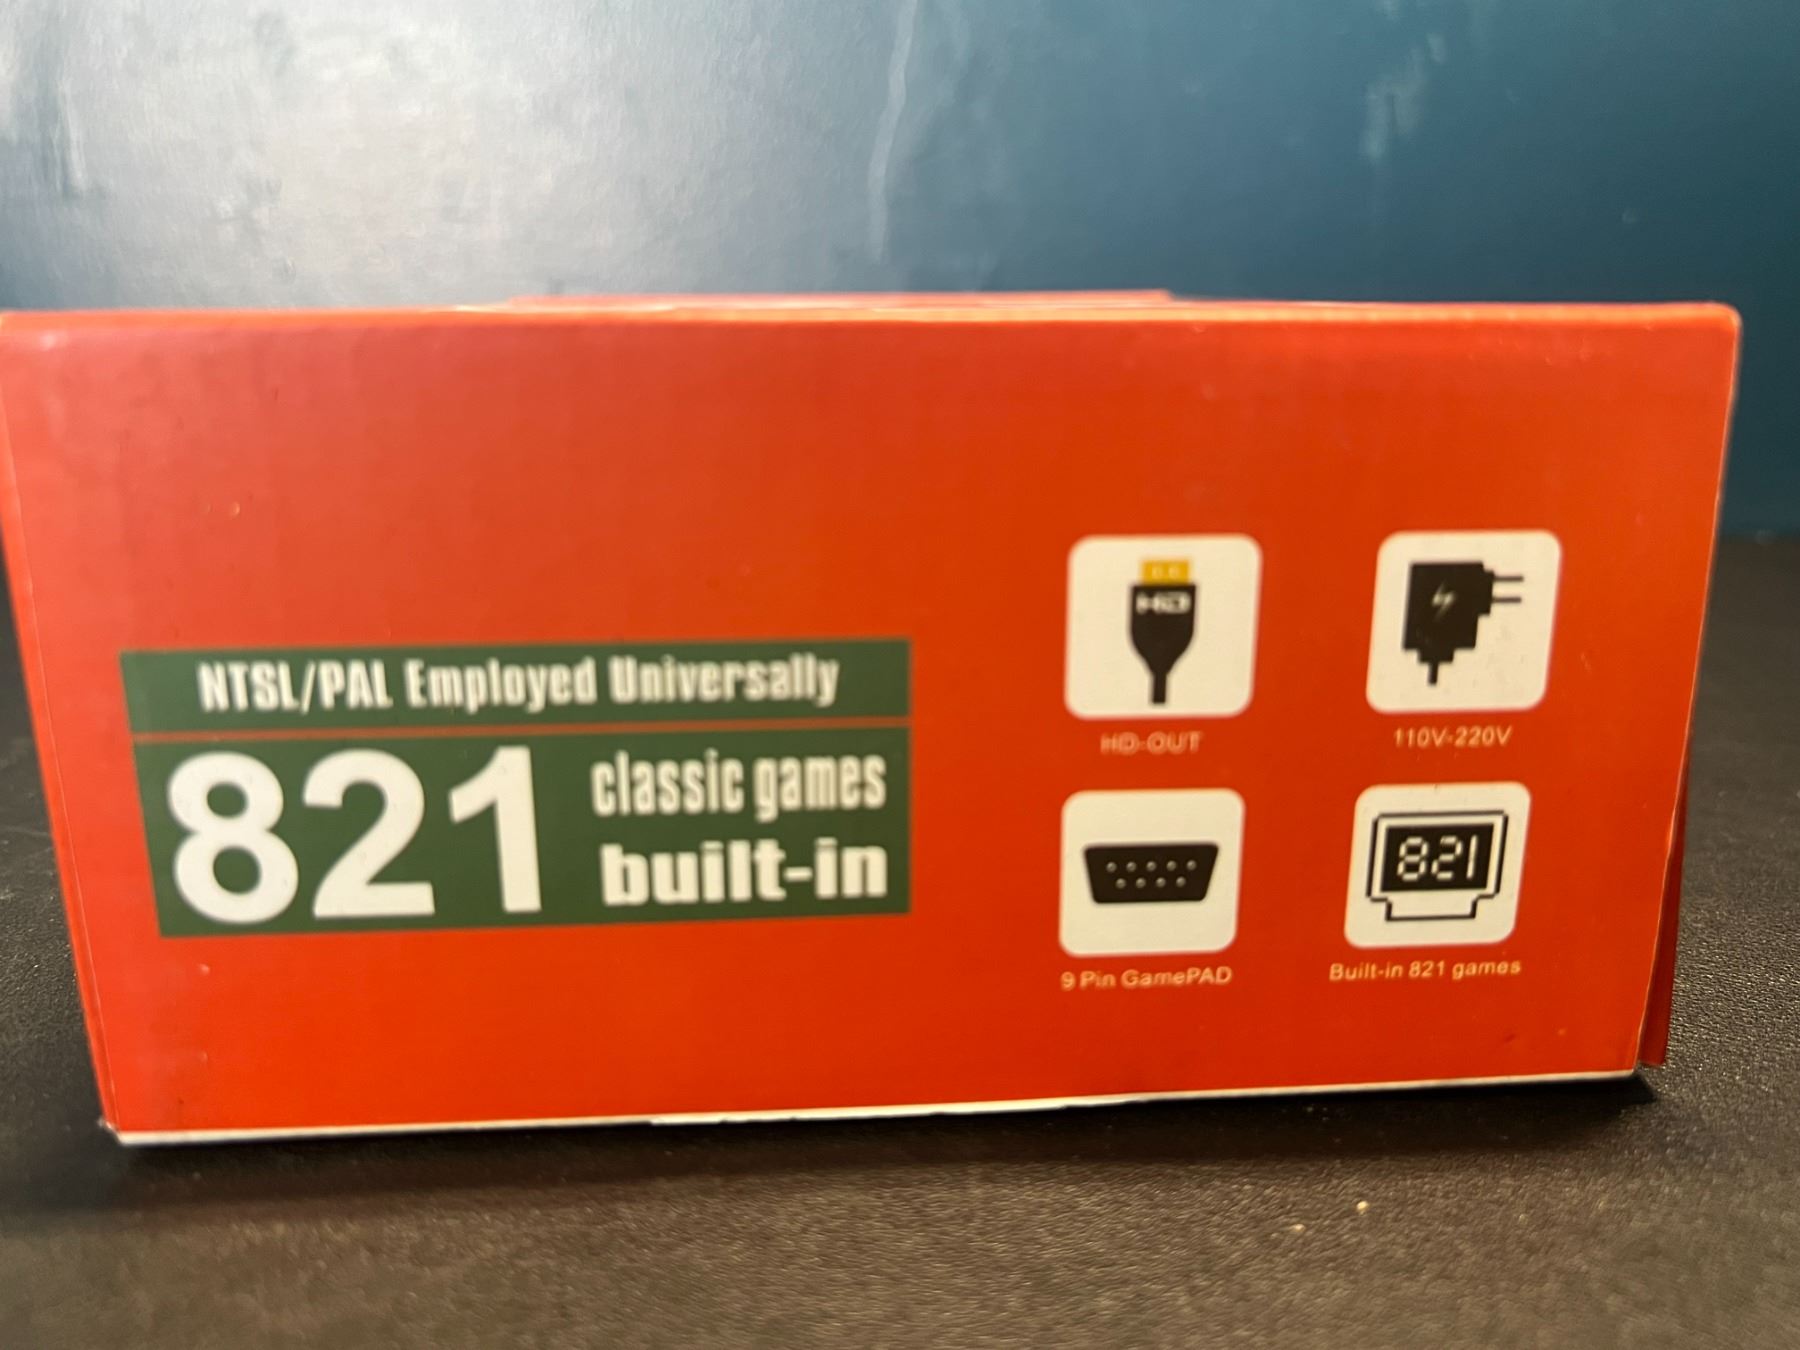 NTSL/PAL Employed Universally
821
classic games
built-in
HD
HD-OUT
110V-220V
9 Pin GamePAD
821
Built-in 821 games